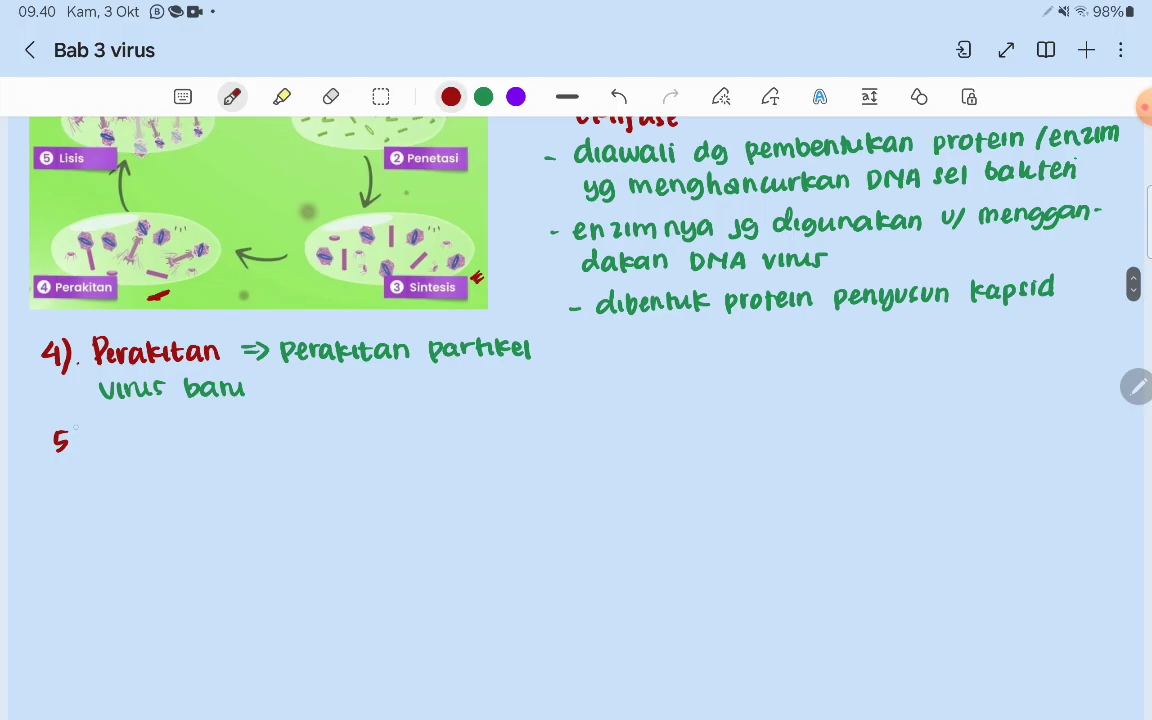 09.40 Kam, 3 Okt
98%
Bab 3 virus
5 Lisis
2 Penetasi
4 Perakitan
3 Sintesis
- diawali dg pembentukan protein /enzim
yg menghancurkan DNA sel bakteri
- enzimnya jg digunakan u/ menggan-
dakan DNA virus
- dibentuk protein penyusun kapsid
4). Perakitan => perakitan partikel
virus baru
5